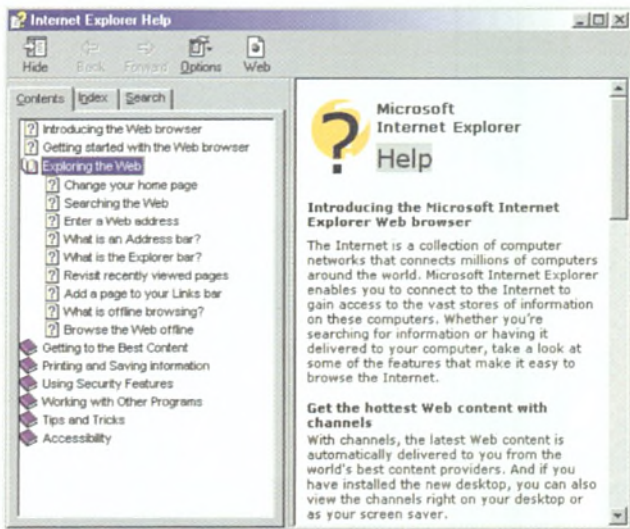 Internet Explorer Help
Hide Back Forward Options Web
Contents Index Search
Introducing the Web browser
Getting started with the Web browser
Exploring the Web
Change your home page
Searching the Web
Enter a Web address
What is an Address bar?
What is the Explorer bar?
Revisit recently viewed pages
Add a page to your Links bar
What is offline browsing?
Browse the Web offline
Getting to the Best Content
Printing and Saving Information
Using Security Features
Working with Other Programs
Tips and Tricks
Accessibility
Microsoft
Internet Explorer
Help
Introducing the Microsoft Internet
Explorer Web browser
The Internet is a collection of computer
networks that connects millions of computers
around the world. Microsoft Internet Explorer
enables you to connect to the Internet to
gain access to the vast stores of information
on these computers. Whether you're
searching for information or having it
delivered to your computer, take a look at
some of the features that make it easy to
browse the Internet.
Get the hottest Web content with
channels
With channels, the latest Web content is
automatically delivered to you from the
world's best content providers. And if you
have installed the new desktop, you can also
view the channels right on your desktop or
as your screen saver.